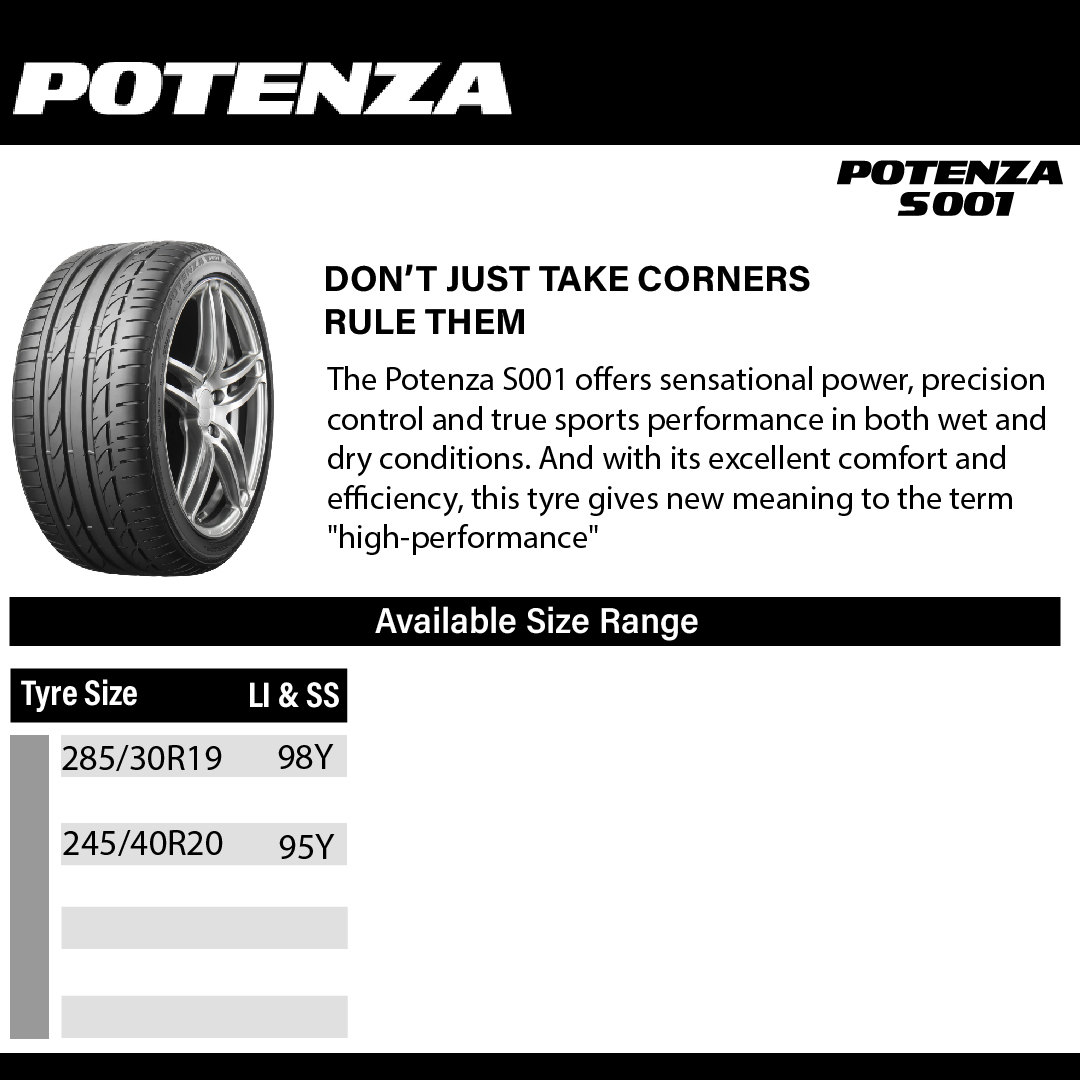 POTENZA
POTENZA
S001
POTENZA
DON’T JUST TAKE CORNERS
RULE THEM
The Potenza S001 offers sensational power, precision
control and true sports performance in both wet and
dry conditions. And with its excellent comfort and
efficiency, this tyre gives new meaning to the term
"high-performance"
Available Size Range
Tyre Size LI & SS
285/30R19 98Y
245/40R20 95Y